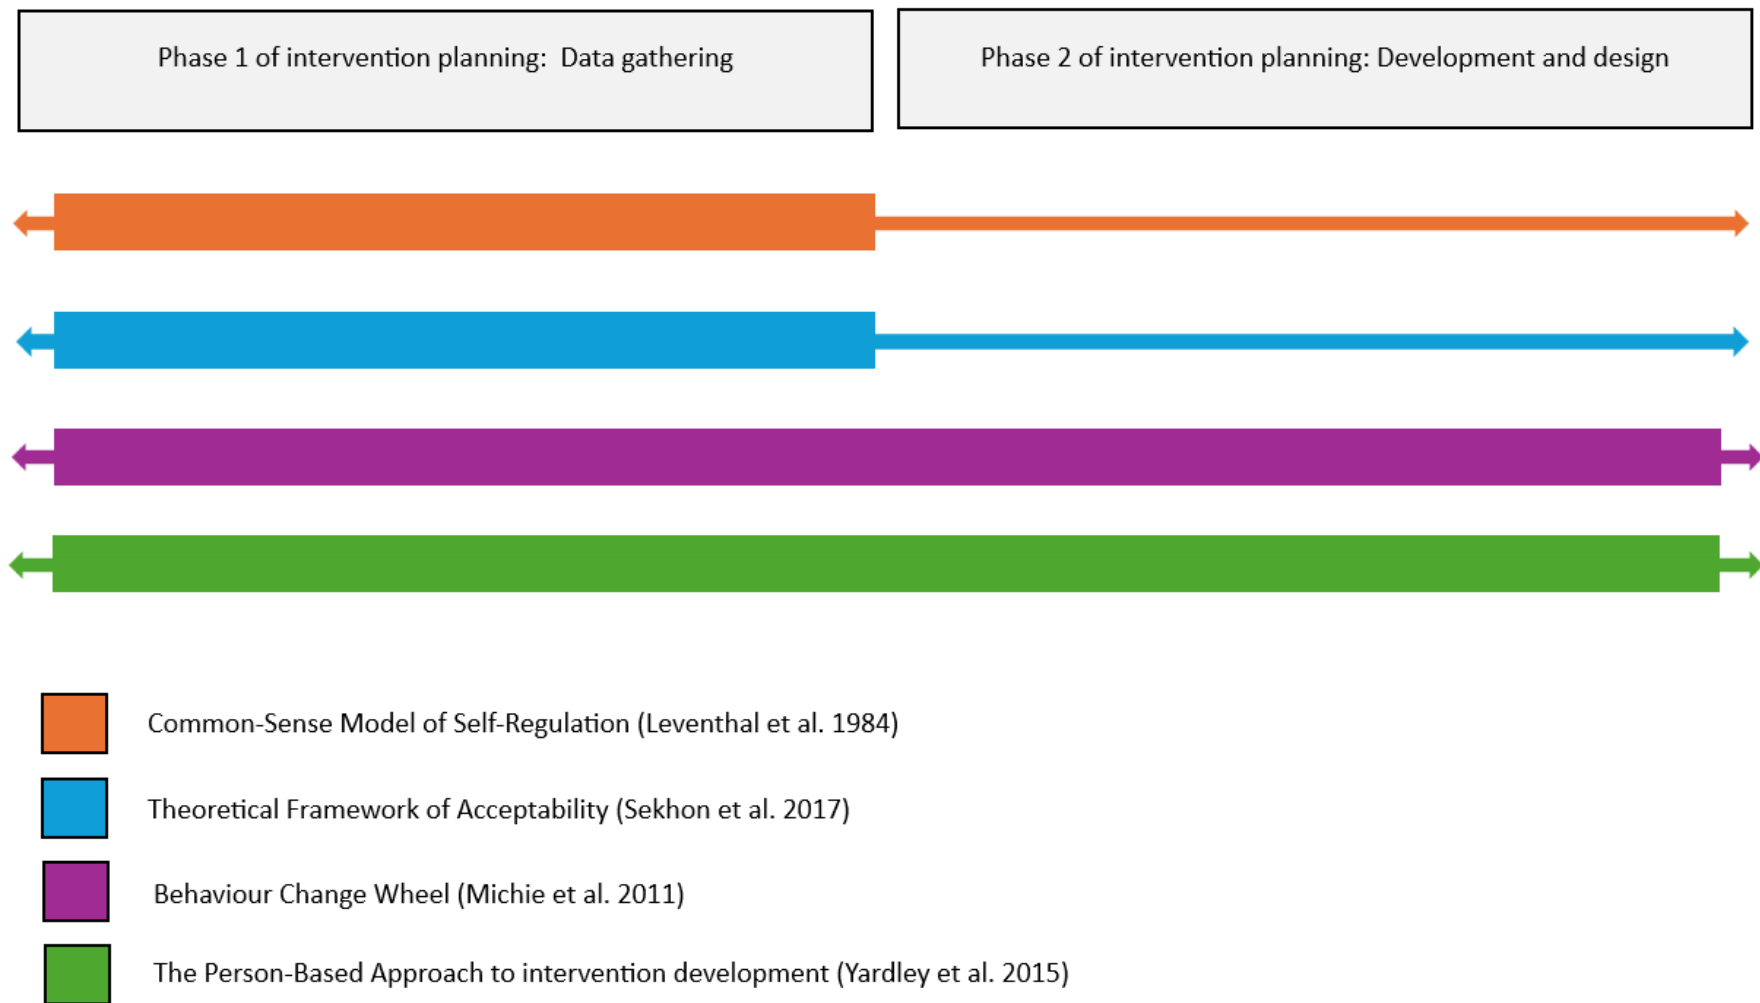 Phase 1 of intervention planning:  Data gathering
Phase 2 of intervention planning: Development and design
Common-Sense Model of Self-Regulation (Leventhal et al. 1984)
Theoretical Framework of Acceptability (Sekhon et al. 2017)
Behaviour Change Wheel (Michie et al. 2011)
The Person-Based Approach to intervention development (Yardley et al. 2015)